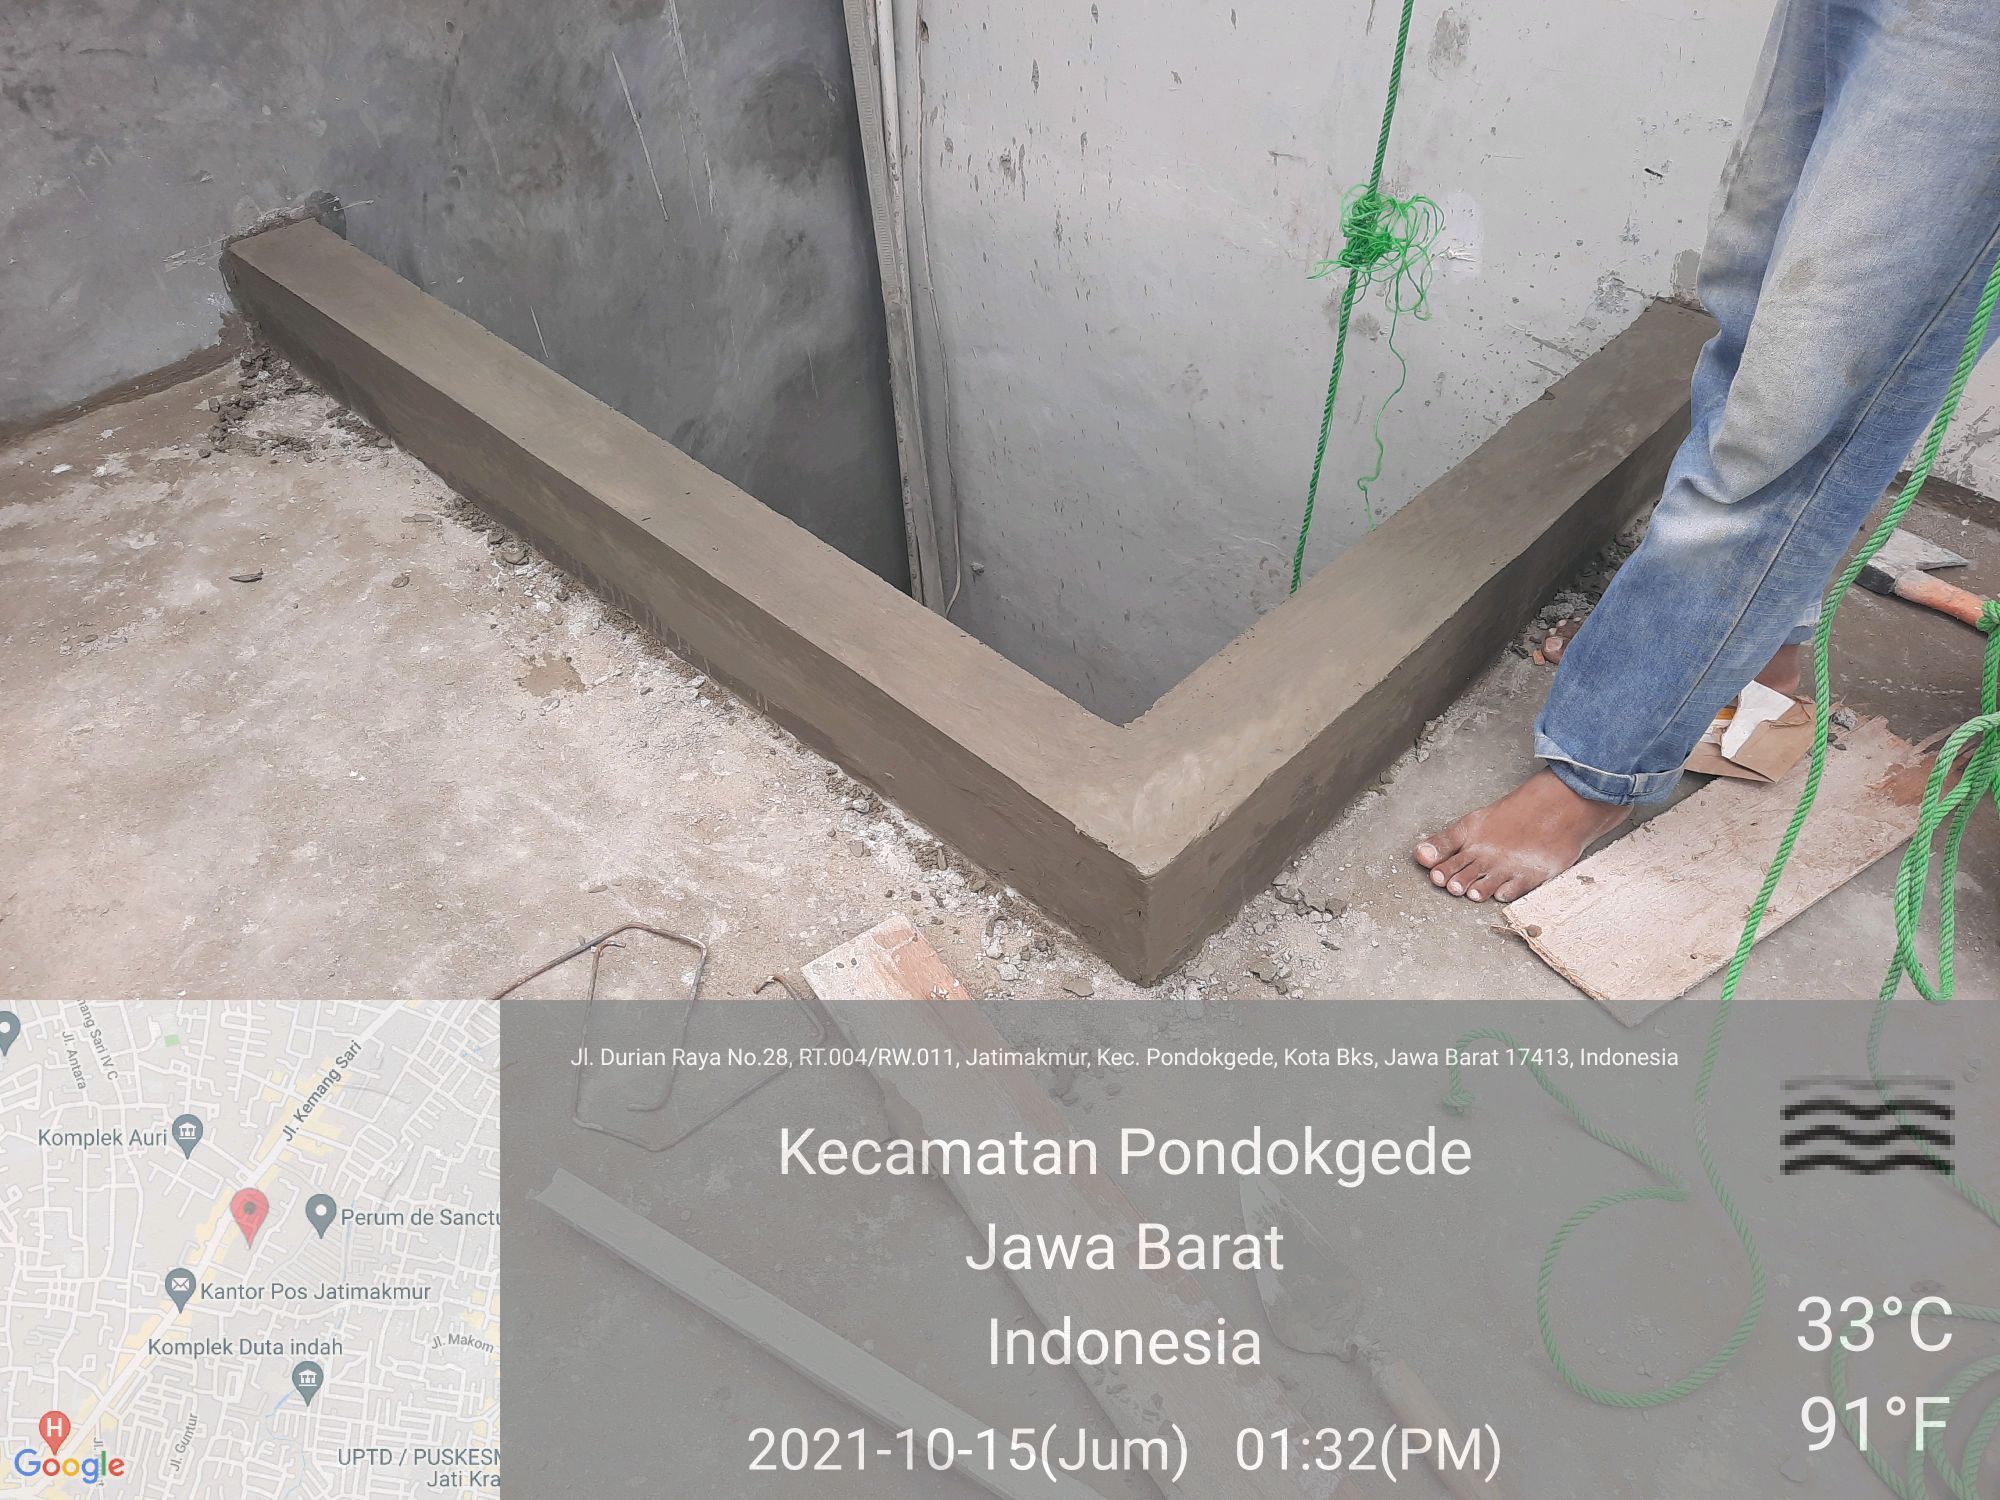 Jl. Durian Raya No.28, RT.004/RW.011, Jatimakmur, Kec. Pondokgede, Kota Bks, Jawa Barat 17413, Indonesia
Kecamatan Pondokgede
Jawa Barat
Indonesia
2021-10-15(Jum) 01:32(PM)
33°C
91°F
Jl. Antara
Jl. Kemang Sari
Komplek Auri
Perum de Sanctu
Kantor Pos Jatimakmur
Komplek Duta indah
Jl. Makom
Jl. Guntur
H
Google
UPTD / PUSKESM
Jati Kra